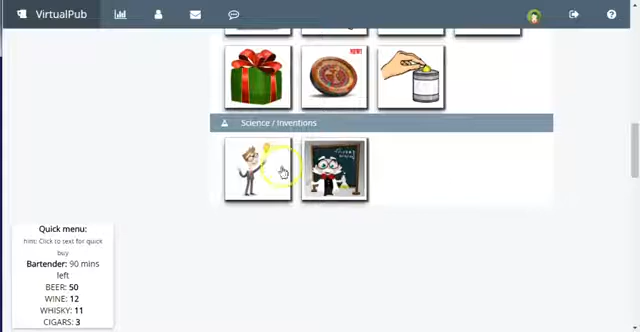 VirtualPub
NEW!
Science / Inventions
Quick menu:
hint: Click to text for quick
buy
Bartender: 90 mins
left
BEER: 50
WINE: 12
WHISKY: 11
CIGARS: 3